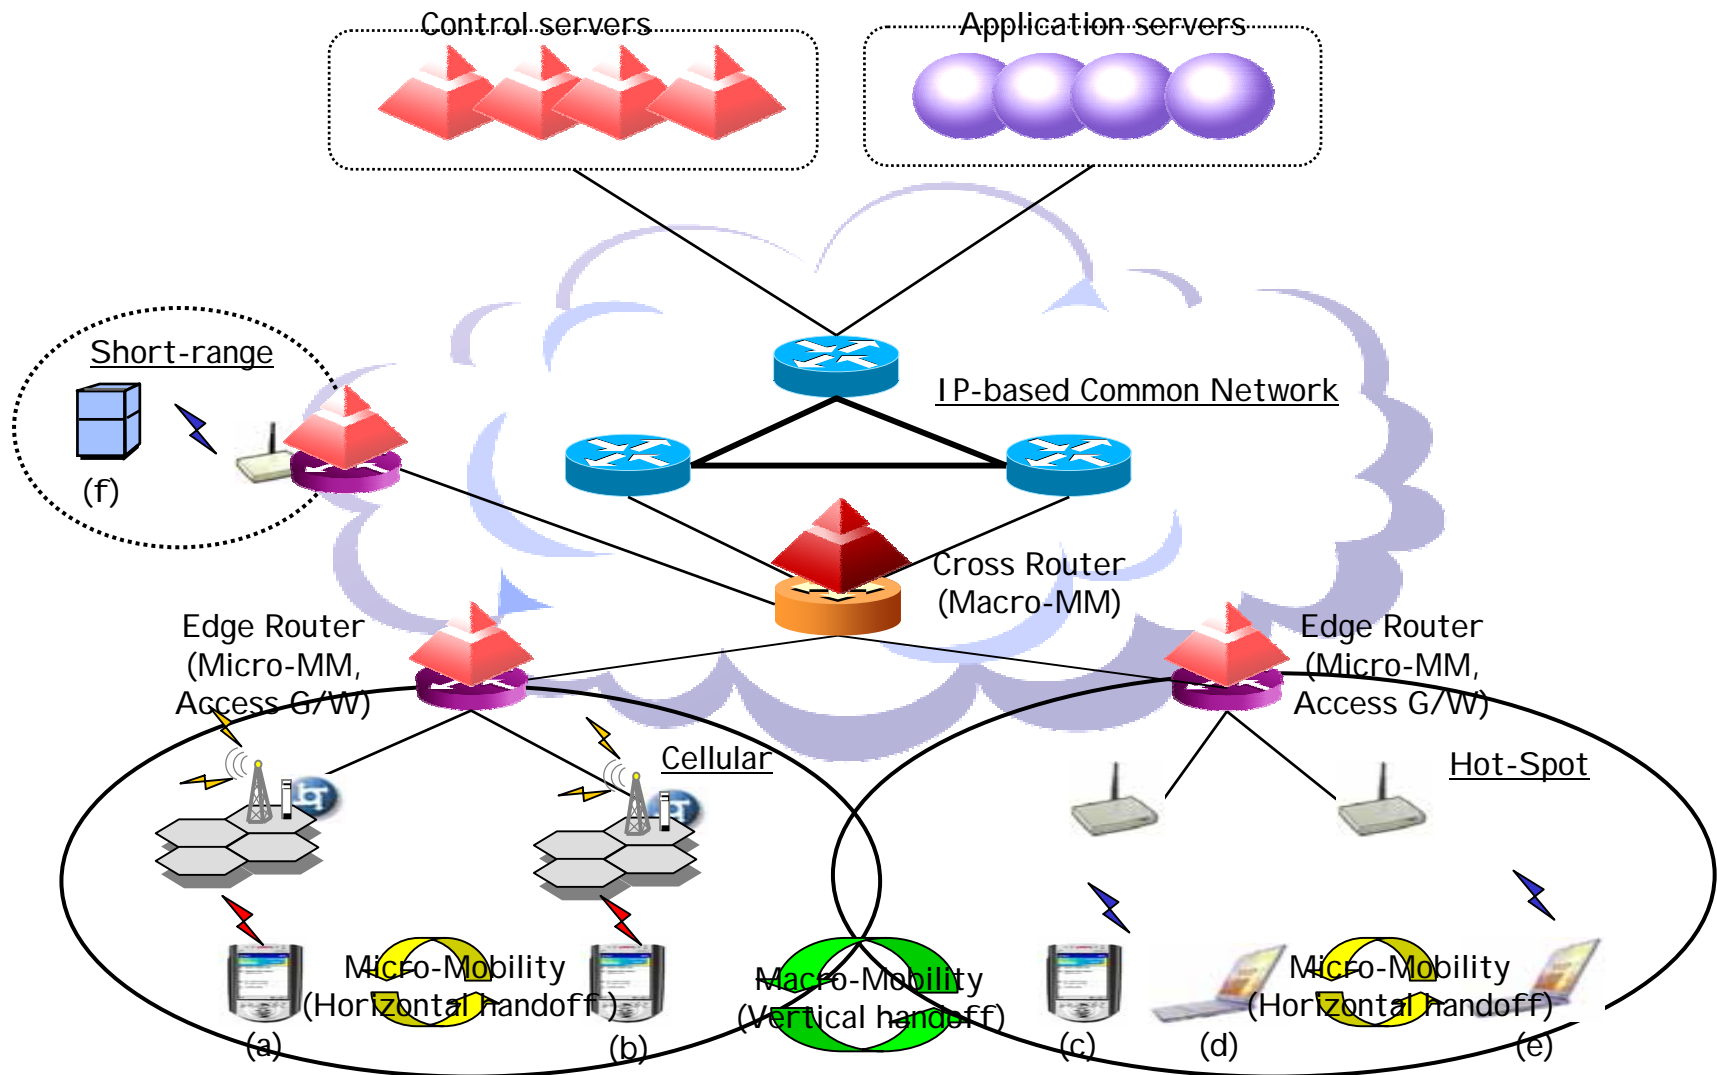 Control servers
Application servers
Short-range
IP-based Common Network
(f)
Cross Router
(Macro-MM)
Edge Router
(Micro-MM,
Access G/W)
Edge Router
(Micro-MM,
Access G/W)
Cellular
Hot-Spot
Micro-Mobility
(Horizontal handoff )
Macro-Mobility
(Vertical handoff)
Micro-Mobility
(Horizontal handoff)
(a)
(b)
(c)
(d)
(e)